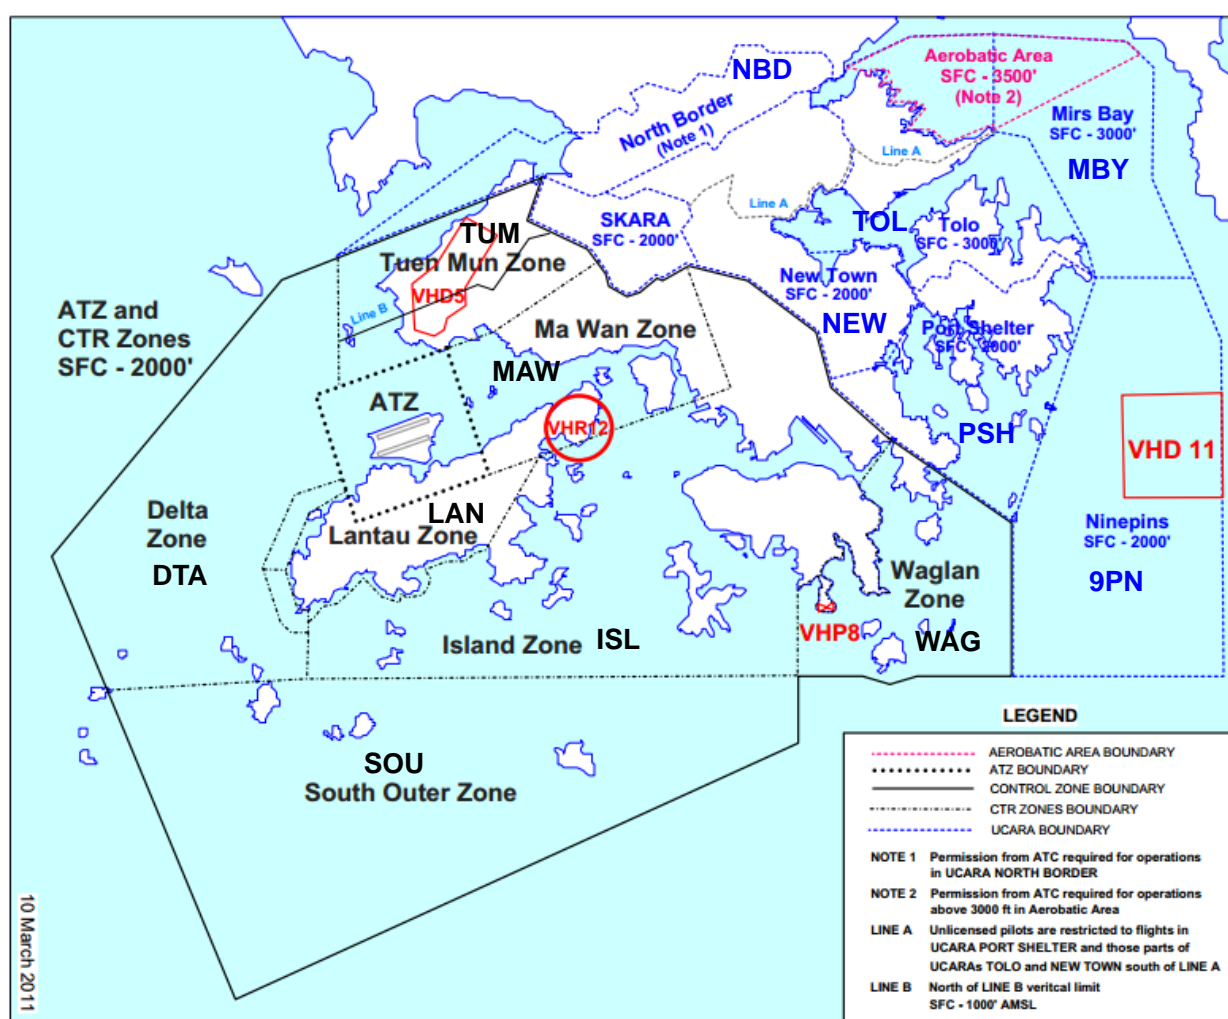 NBD
Aerobatic Area
SFC - 3500'
(Note 2)
North Border
(Note 1)
Mirs Bay
SFC - 3000'
MBY
Line A
Line A
SKARA
SFC - 2000'
TOL
Tolo
SFC - 3000'
TUM
Tuen Mun Zone
VHD5
Line B
New Town
SFC - 2000'
NEW
ATZ and
CTR Zones
SFC - 2000'
Ma Wan Zone
MAW
Port Shelter
SFC - 2000'
PSH
ATZ
VHR12
VHD 11
Delta
Zone
DTA
LAN
Lantau Zone
Ninepins
SFC - 2000'
9PN
Waglan
Zone
WAG
Island Zone
ISL
VHP8
SOU
South Outer Zone
10 March 2011
LEGEND
AEROBATIC AREA BOUNDARY
ATZ BOUNDARY
CONTROL ZONE BOUNDARY
CTR ZONES BOUNDARY
UCARA BOUNDARY
NOTE 1 Permission from ATC required for operations
in UCARA NORTH BORDER
NOTE 2 Permission from ATC required for operations
above 3000 ft in Aerobatic Area
LINE A Unlicensed pilots are restricted to flights in
UCARA PORT SHELTER and those parts of
UCARAs TOLO and NEW TOWN south of LINE A
LINE B North of LINE B veritcal limit
SFC - 1000' AMSL